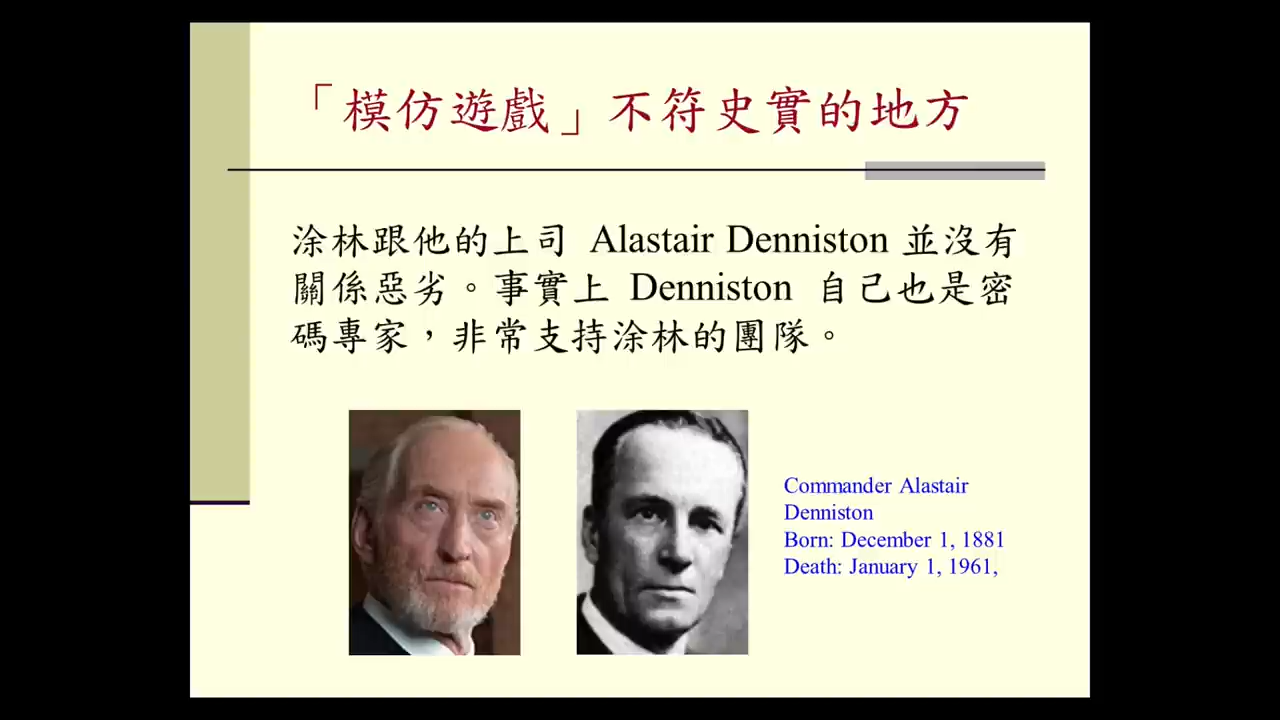 「模仿遊戲」不符史實的地方
涂林跟他的上司 Alastair Denniston 並沒有
關係惡劣。事實上 Denniston 自己也是密
碼專家，非常支持涂林的團隊。
Commander Alastair
Denniston
Born: December 1, 1881
Death: January 1, 1961,